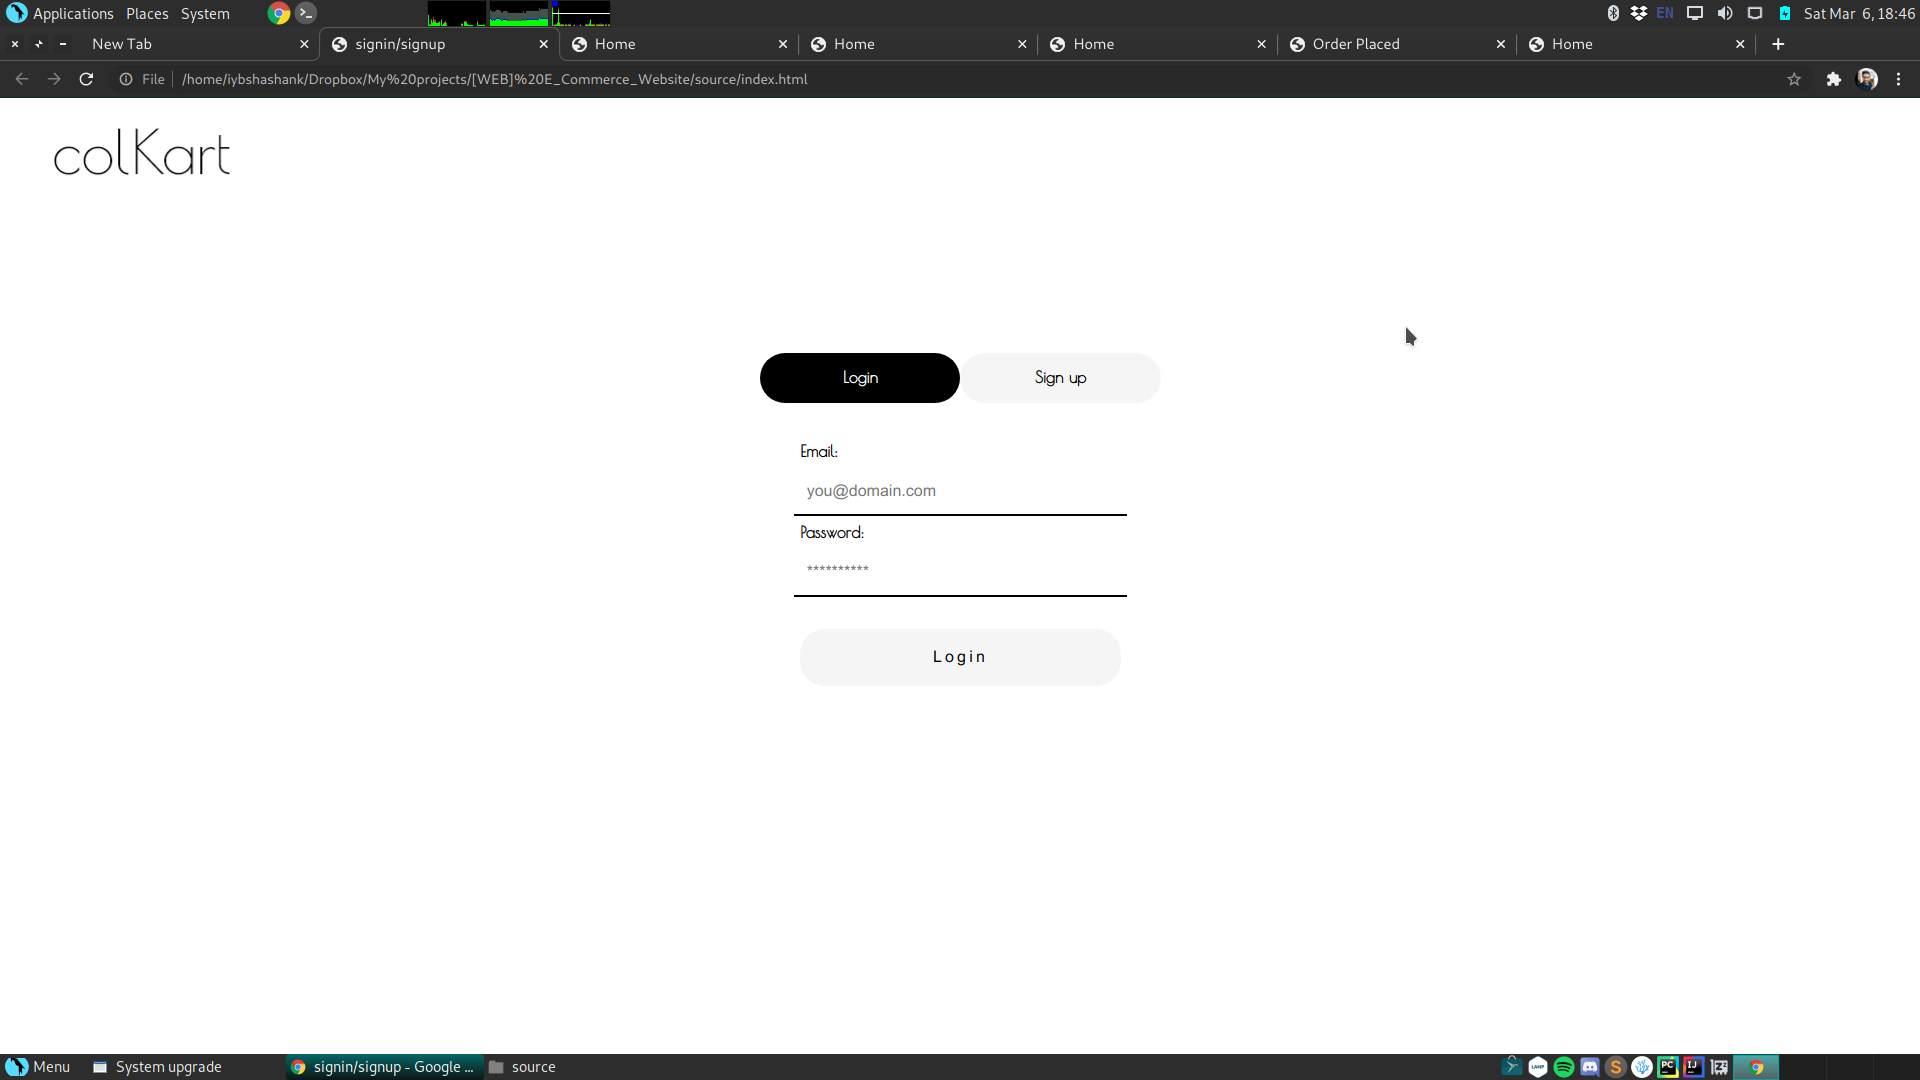 Applications Places System EN Sat Mar 6, 18:46
New Tab signin/signup Home Home Home Order Placed Home
File /home/iybshashank/Dropbox/My%20projects/[WEB]%20E_Commerce_Website/source/index.html
colKart
Login Sign up
Email:
you@domain.com
Password:
**********
Login
Menu System upgrade signin/signup - Google ... source